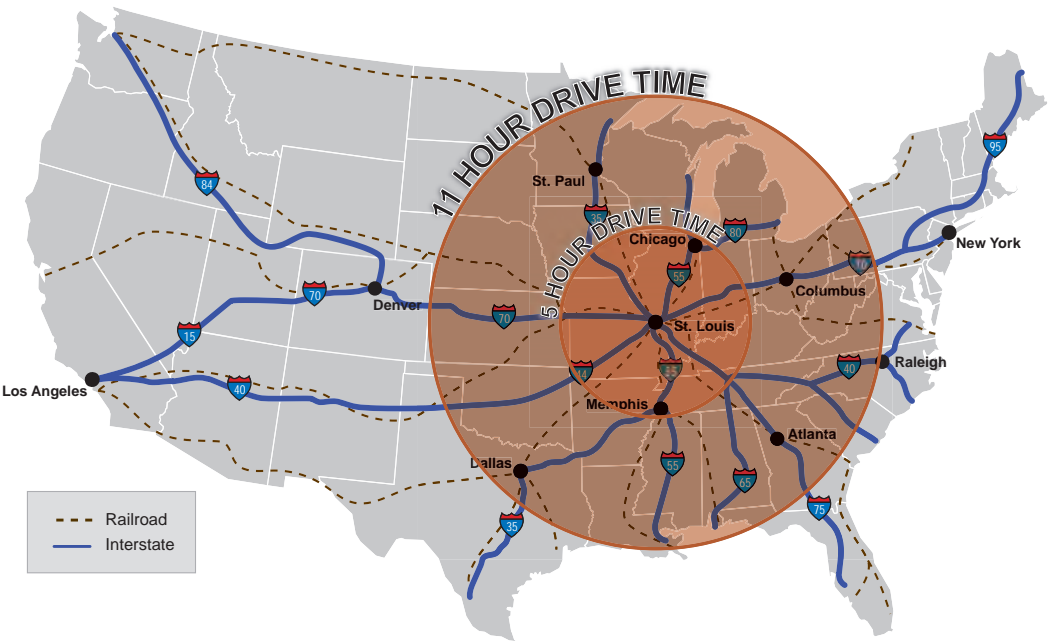 11 HOUR DRIVE TIME
95
84
St. Paul
35
5 HOUR DRIVE TIME
80
Chicago
New York
70
55
Columbus
70
Denver
70
St. Louis
15
Los Angeles
40
44
55
40
Raleigh
Memphis
Atlanta
Dallas
55
65
35
75
Railroad
Interstate